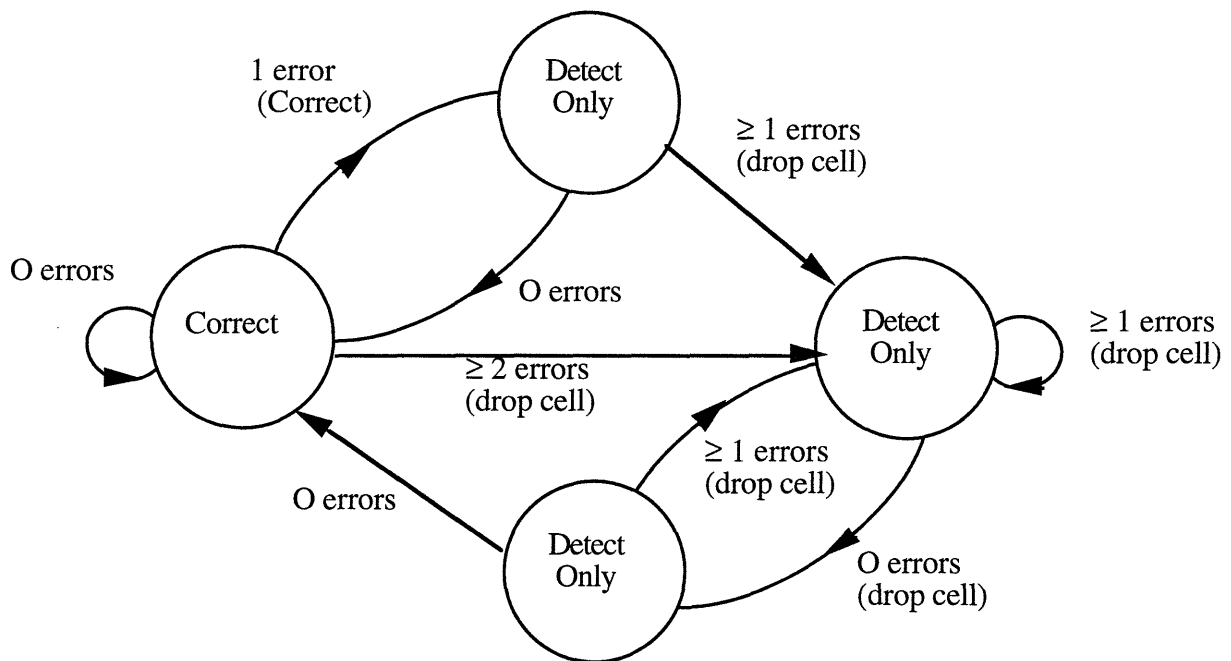 1 error
(Correct)
Detect
Only
≥ 1 errors
(drop cell)
O errors
Correct
O errors
≥ 2 errors
(drop cell)
Detect
Only
≥ 1 errors
(drop cell)
≥ 1 errors
(drop cell)
O errors
Detect
Only
O errors
(drop cell)